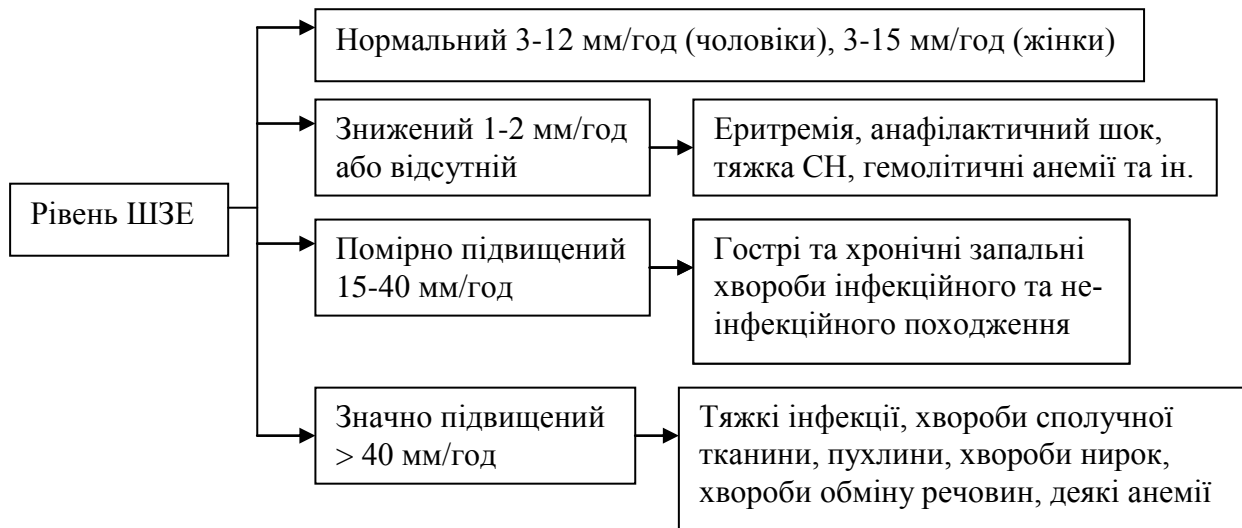 Нормальний 3-12 мм/год (чоловіки), 3-15 мм/год (жінки)
Знижений 1-2 мм/год
або відсутній
Еритремія, анафілактичний шок,
тяжка СН, гемолітичні анемії та ін.
Рівень ШЗЕ
Помірно підвищений
15-40 мм/год
Гострі та хронічні запальні
хвороби інфекційного та не-
інфекційного походження
Значно підвищений
> 40 мм/год
Тяжкі інфекції, хвороби сполучної
тканини, пухлини, хвороби нирок,
хвороби обміну речовин, деякі анемії